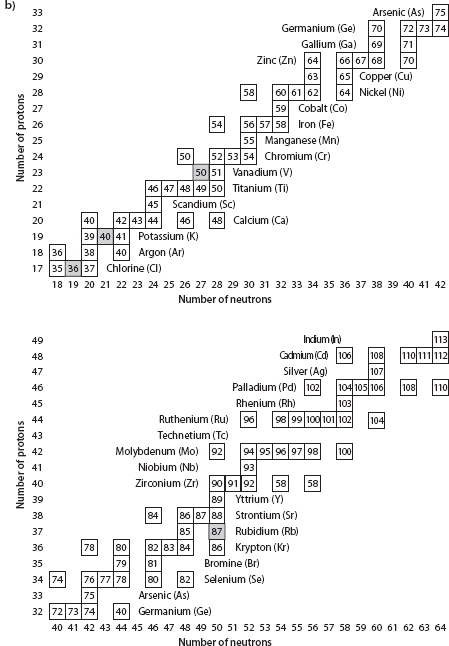 b)
33 Arsenic (As) 75
32 Germanium (Ge) 70 72 73 74
31 Gallium (Ga) 69 71
30 Zinc (Zn) 64 66 67 68 70
29 63 65 Copper (Cu)
28 58 60 61 62 64 Nickel (Ni)
27 59 Cobalt (Co)
26 54 56 57 58 Iron (Fe)
25 55 Manganese (Mn)
24 50 52 53 54 Chromium (Cr)
23 50 51 Vanadium (V)
22 46 47 48 49 50 Titanium (Ti)
21 45 Scandium (Sc)
20 40 42 43 44 46 48 Calcium (Ca)
19 39 40 41 Potassium (K)
18 36 38 40 Argon (Ar)
17 35 36 37 Chlorine (Cl)
18 19 20 21 22 23 24 25 26 27 28 29 30 31 32 33 34 35 36 37 38 39 40 41 42
Number of neutrons
Number of protons
49 Indium (In) 113
48 Cadmium (Cd) 106 108 110 111 112
47 Silver (Ag) 107
46 Palladium (Pd) 102 104 105 106 108 110
45 Rhenium (Rh) 103
44 Ruthenium (Ru) 96 98 99 100 101 102 104
43 Technetium (Tc)
42 Molybdenum (Mo) 92 94 95 96 97 98 100
41 Niobium (Nb) 93
40 Zirconium (Zr) 90 91 92 58 58
39 89 Yttrium (Y)
38 84 86 87 88 Strontium (Sr)
37 85 87 Rubidium (Rb)
36 78 80 82 83 84 86 Krypton (Kr)
35 79 81 Bromine (Br)
34 74 76 77 78 80 82 Selenium (Se)
33 75 Arsenic (As)
32 72 73 74 40 Germanium (Ge)
40 41 42 43 44 45 46 47 48 49 50 51 52 53 54 55 56 57 58 59 60 61 62 63 64
Number of neutrons
Number of protons